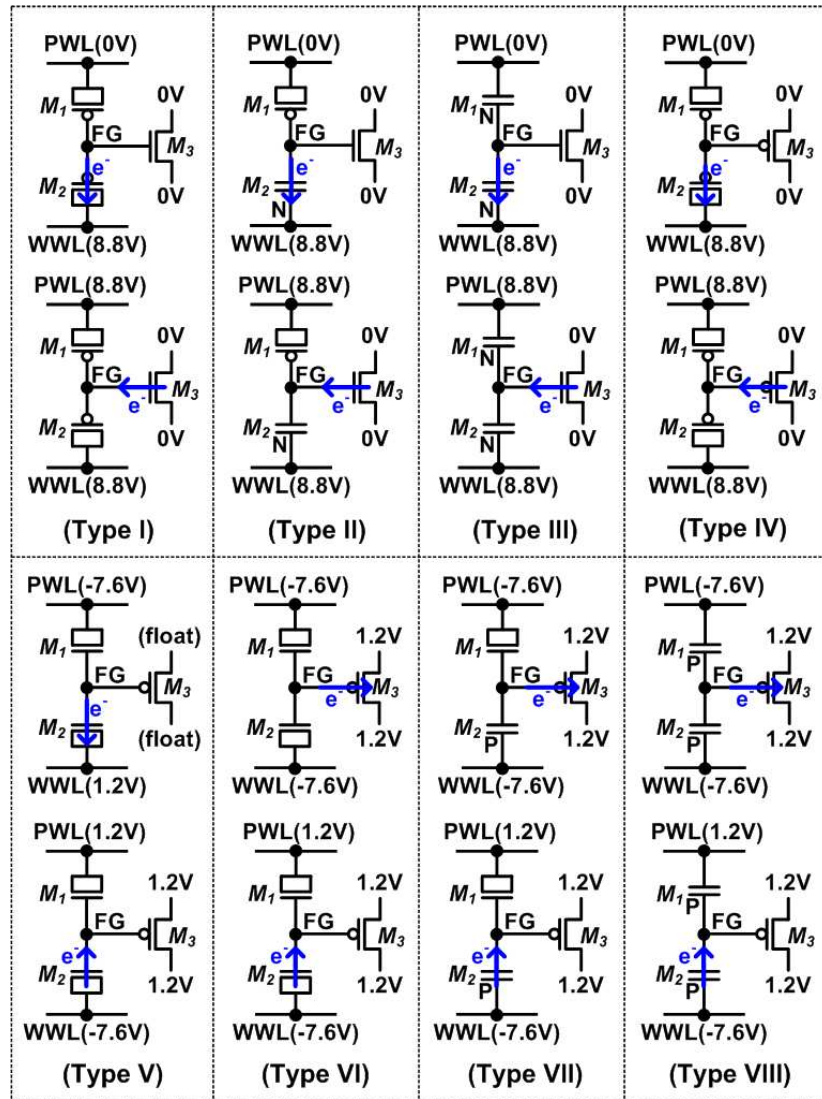 PWL(0V) PWL(0V) PWL(0V) PWL(0V)
0V 0V 0V 0V
M1 M1 M1 N M1
FG M3 FG M3 FG M3 FG M3
e- e- e- e-
M2 M2 N M2 N M2
0V 0V 0V 0V
WWL(8.8V) WWL(8.8V) WWL(8.8V) WWL(8.8V)
PWL(8.8V) PWL(8.8V) PWL(8.8V) PWL(8.8V)
0V 0V 0V 0V
M1 M1 M1 N M1
FG M3 FG M3 FG M3 FG M3
e- e- e- e-
M2 M2 N M2 N M2
0V 0V 0V 0V
WWL(8.8V) WWL(8.8V) WWL(8.8V) WWL(8.8V)
(Type I) (Type II) (Type III) (Type IV)
PWL(-7.6V) PWL(-7.6V) PWL(-7.6V) PWL(-7.6V)
(float) 1.2V 1.2V 1.2V
M1 M1 M1 M1 P
FG M3 FG M3 FG M3 FG M3
e- e- e- e-
M2 M2 M2 P M2 P
(float) 1.2V 1.2V 1.2V
WWL(1.2V) WWL(-7.6V) WWL(-7.6V) WWL(-7.6V)
PWL(1.2V) PWL(1.2V) PWL(1.2V) PWL(1.2V)
1.2V 1.2V 1.2V 1.2V
M1 M1 M1 M1 P
FG M3 FG M3 FG M3 FG M3
e- e- e- e-
M2 M2 M2 P M2 P
1.2V 1.2V 1.2V 1.2V
WWL(-7.6V) WWL(-7.6V) WWL(-7.6V) WWL(-7.6V)
(Type V) (Type VI) (Type VII) (Type VIII)